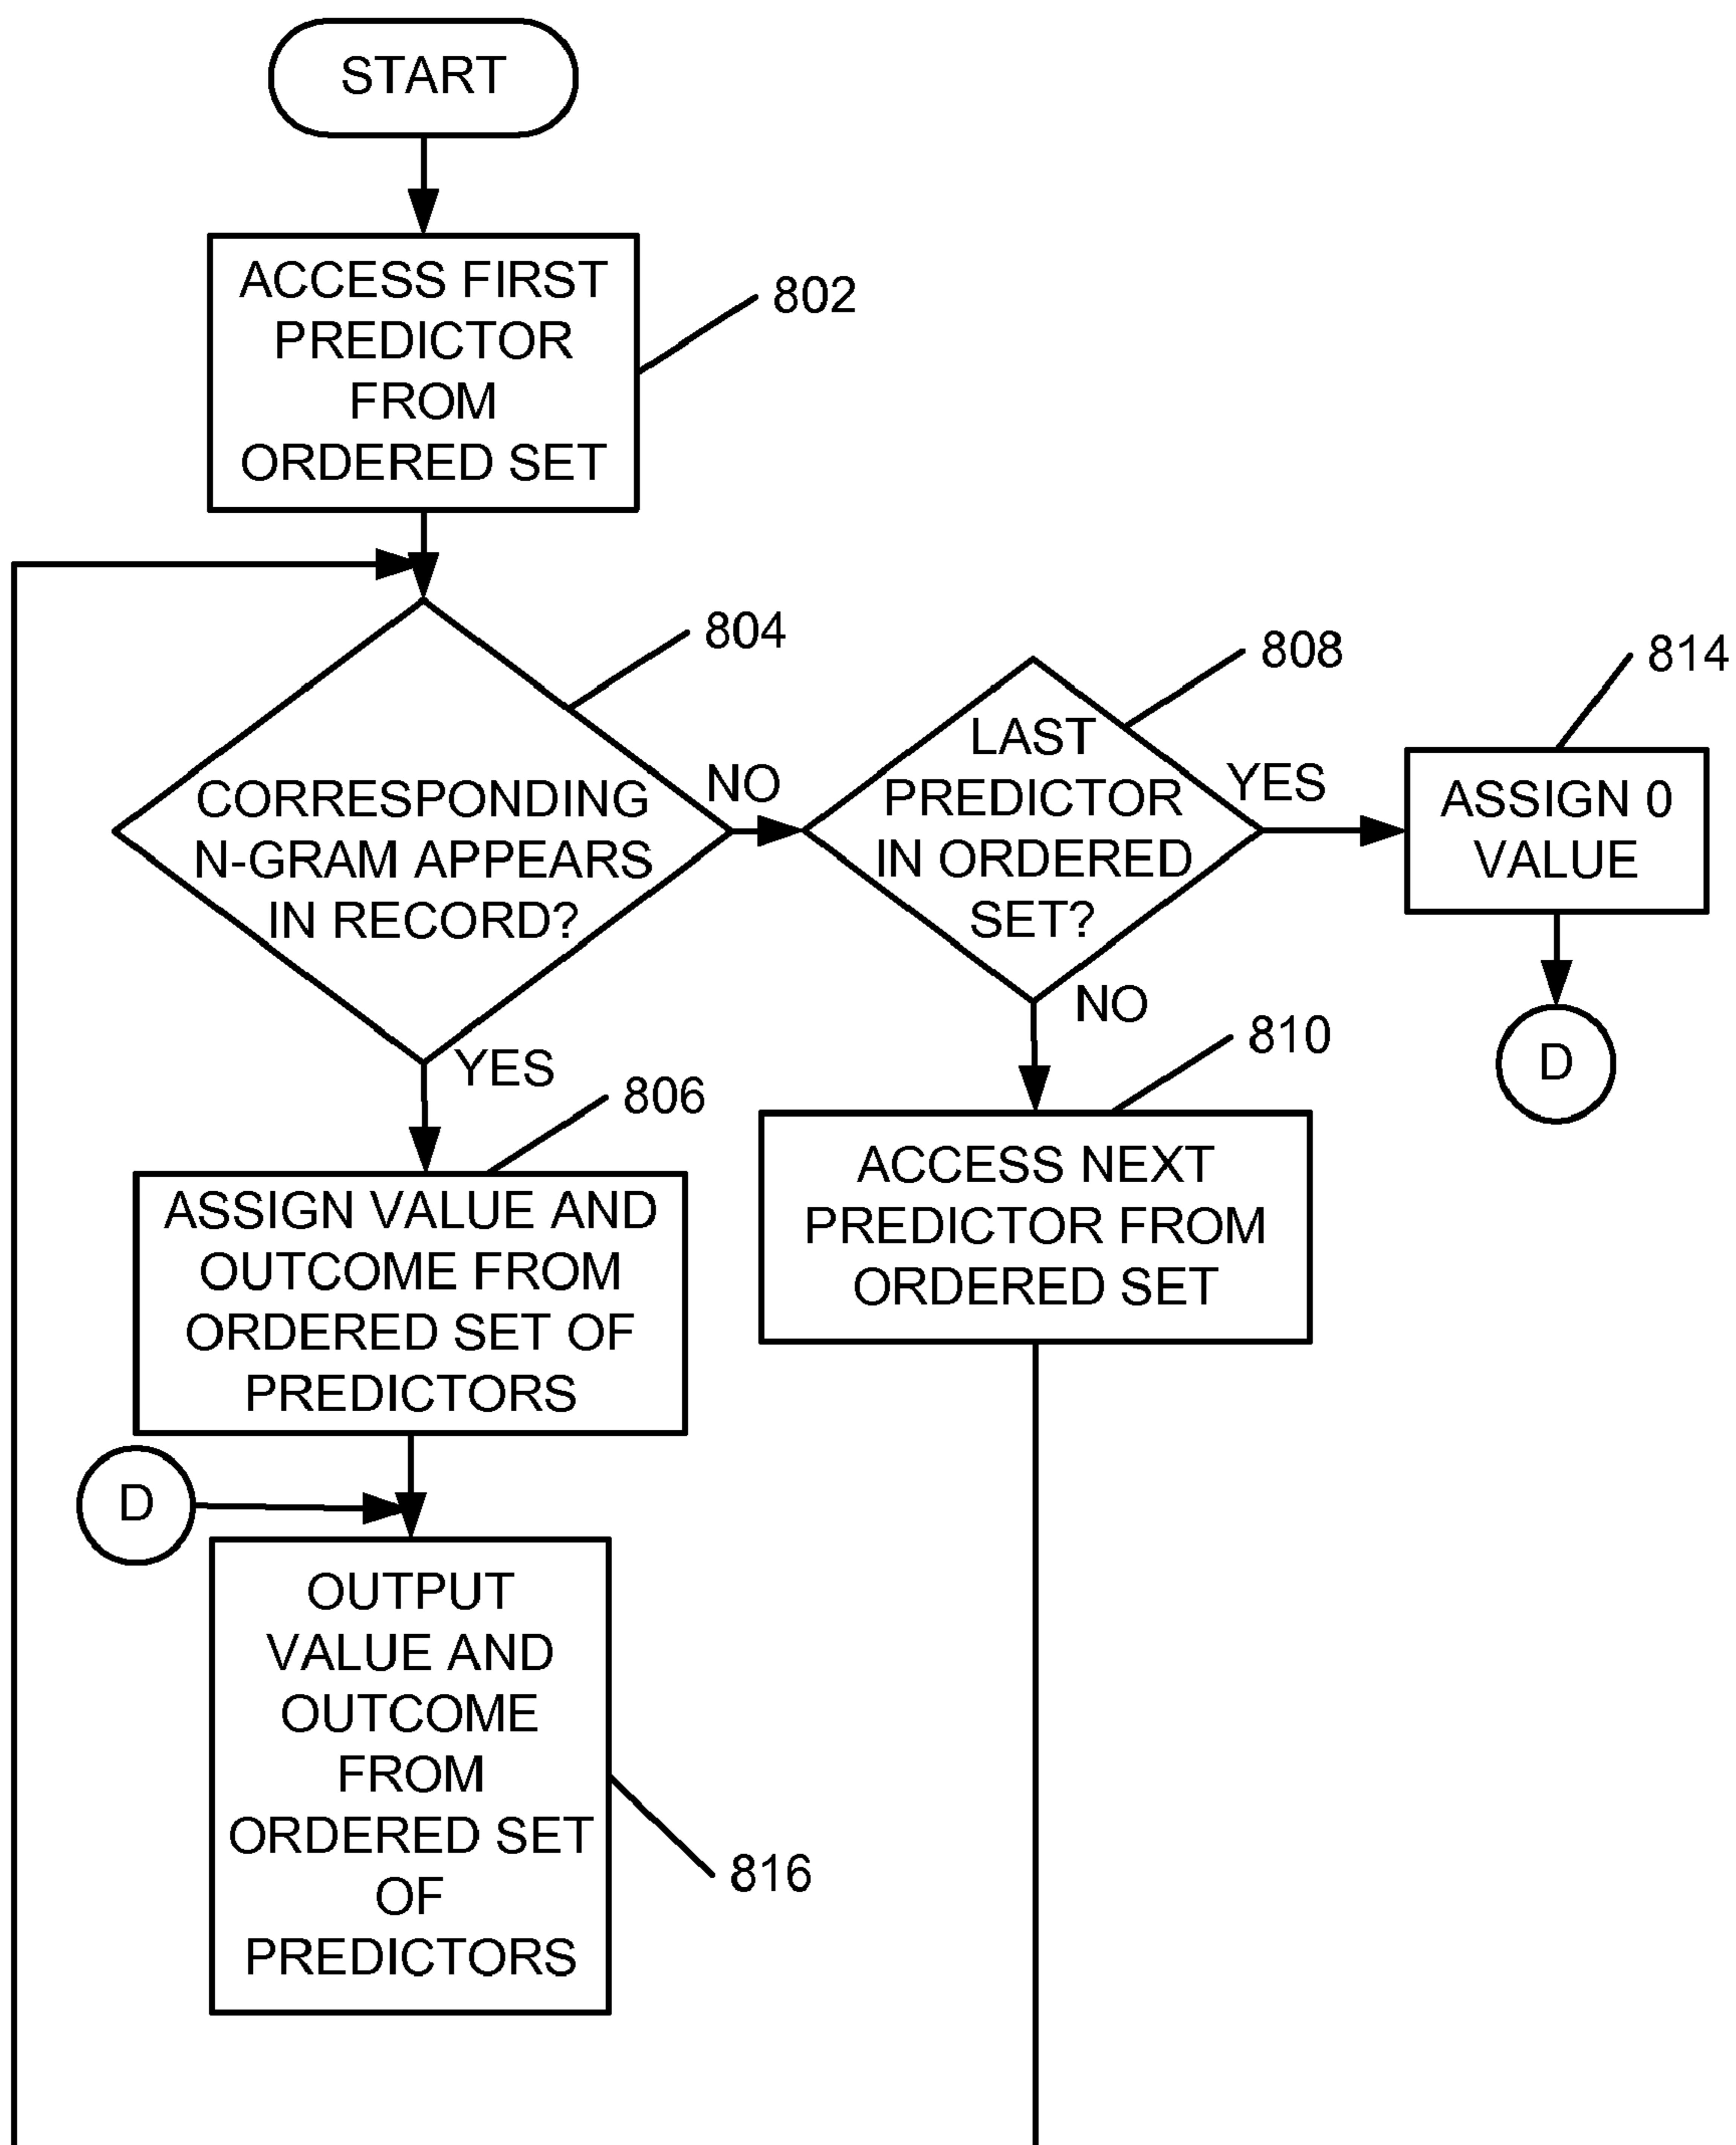 START
ACCESS FIRST
PREDICTOR
FROM
ORDERED SET
802
CORRESPONDING
N-GRAM APPEARS
IN RECORD?
804
NO
YES
LAST
PREDICTOR
IN ORDERED
SET?
808
YES
NO
ASSIGN 0
VALUE
814
D
ASSIGN VALUE AND
OUTCOME FROM
ORDERED SET OF
PREDICTORS
806
ACCESS NEXT
PREDICTOR FROM
ORDERED SET
810
D
OUTPUT
VALUE AND
OUTCOME
FROM
ORDERED SET
OF
PREDICTORS
816